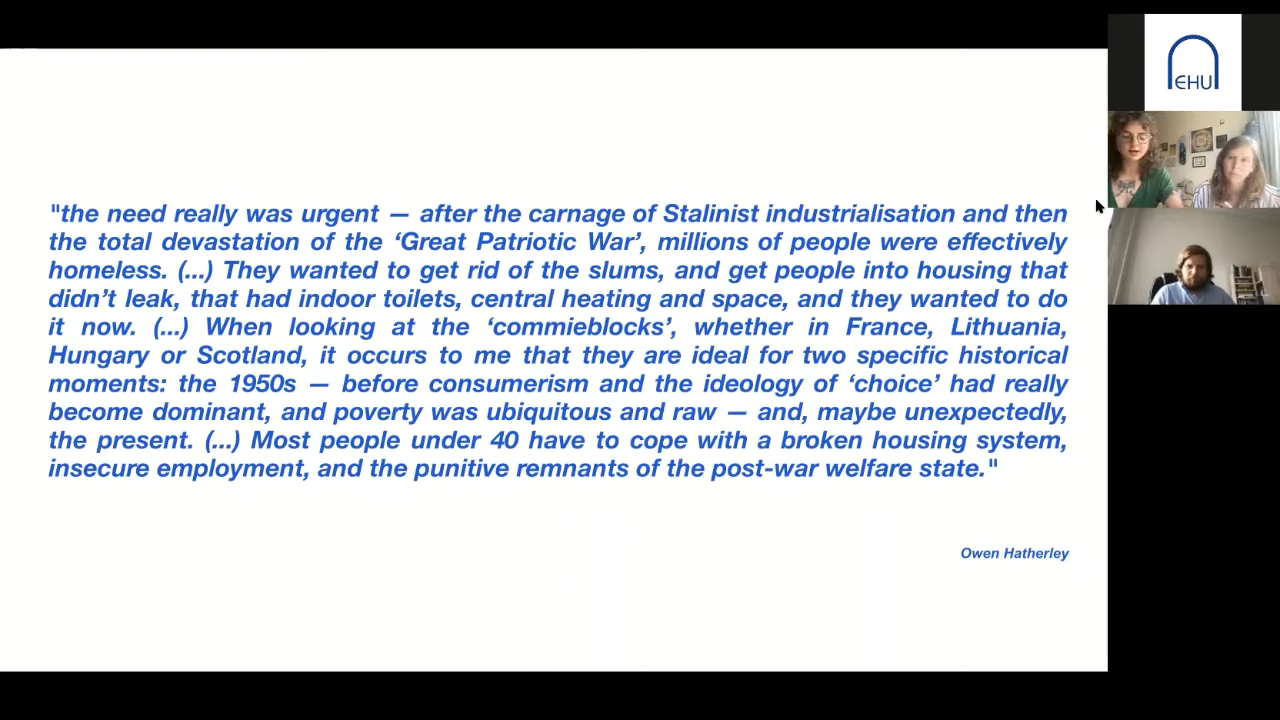 "the need really was urgent — after the carnage of Stalinist industrialisation and then
the total devastation of the ‘Great Patriotic War’, millions of people were effectively
homeless. (...) They wanted to get rid of the slums, and get people into housing that
didn’t leak, that had indoor toilets, central heating and space, and they wanted to do
it now. (...) When looking at the ‘commieblocks’, whether in France, Lithuania,
Hungary or Scotland, it occurs to me that they are ideal for two specific historical
moments: the 1950s — before consumerism and the ideology of ‘choice’ had really
become dominant, and poverty was ubiquitous and raw — and, maybe unexpectedly,
the present. (...) Most people under 40 have to cope with a broken housing system,
insecure employment, and the punitive remnants of the post-war welfare state."
Owen Hatherley
EHU